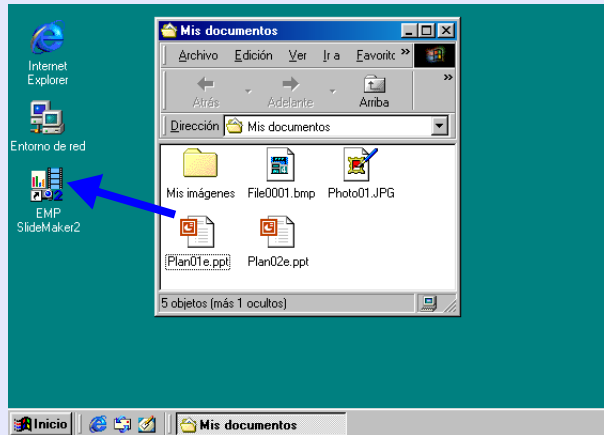 Internet
Explorer
Entorno de red
EMP
SlideMaker2
Mis documentos
Archivo Edición Ver Ir a Favoritc »
Atrás Adelante Arriba »
Dirección Mis documentos
Mis imágenes File0001.bmp Photo01.JPG
Plan01e.ppt Plan02e.ppt
5 objetos (más 1 ocultos)
Inicio Mis documentos